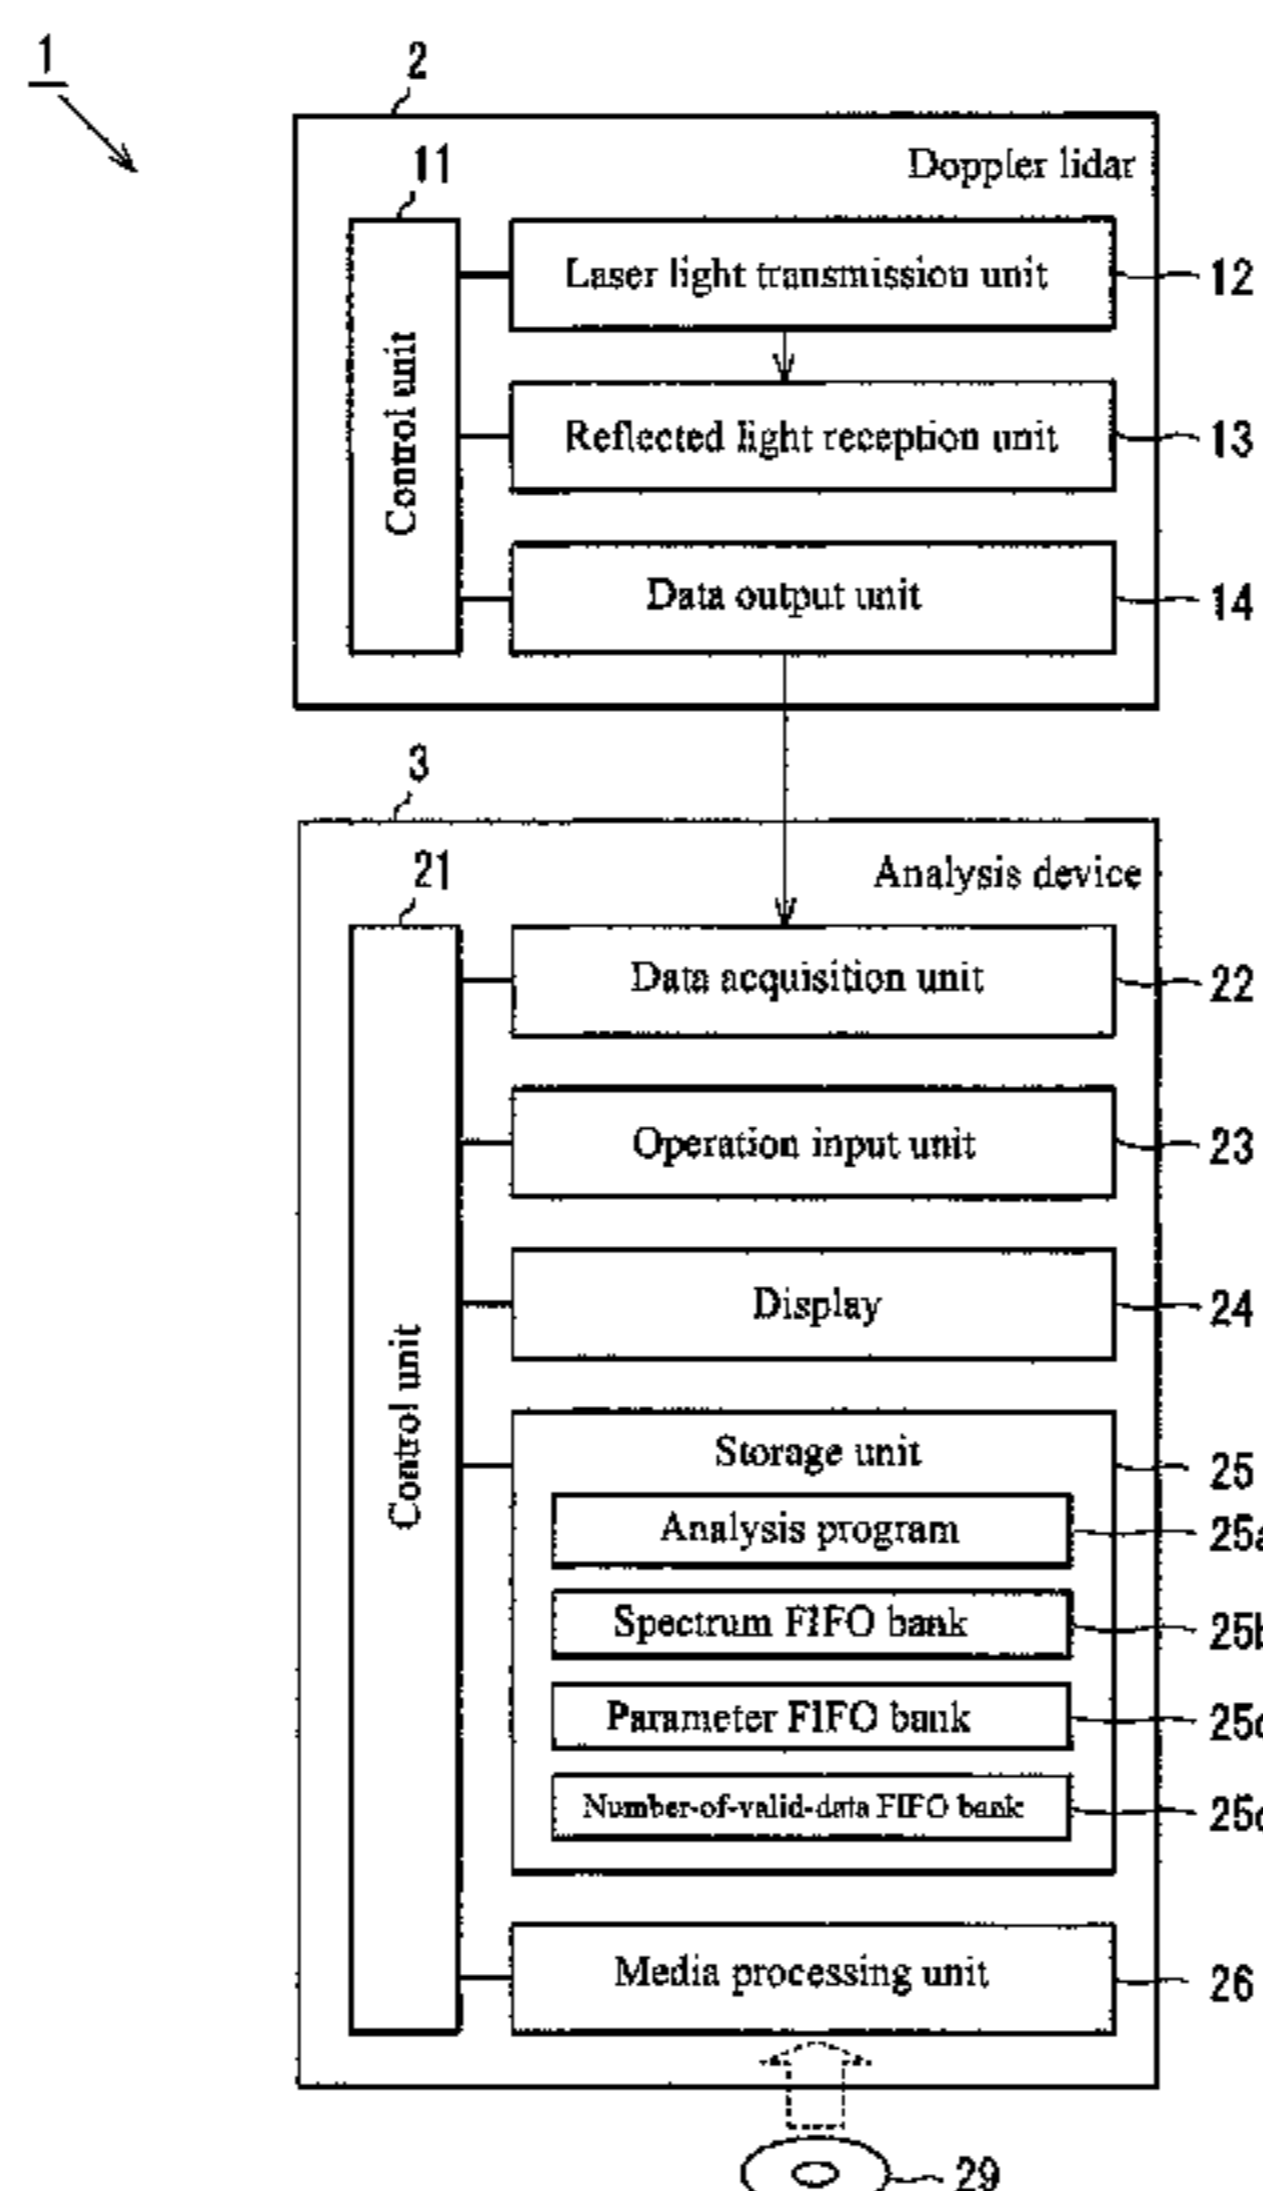 1
2
Doppler lidar
11
Control unit
Laser light transmission unit
12
Reflected light reception unit
13
Data output unit
14
3
Analysis device
21
Control unit
Data acquisition unit
22
Operation input unit
23
Display
24
Storage unit
25
Analysis program
25a
Spectrum FIFO bank
25b
Parameter FIFO bank
Number-of-valid-data FIFO bank
Media processing unit
26
29